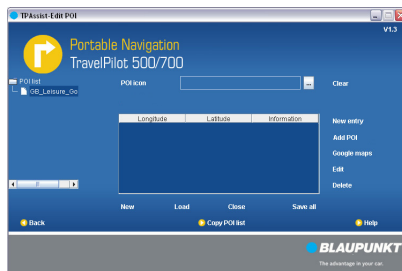 TPAssist-Edit POI
V1.3
Portable Navigation
TravelPilot 500/700
POI list
GB_Leisure_Go
POI icon
...
Clear
Longitude Latitude Information
New entry
Add POI
Google maps
Edit
Delete
New Load Close Save all
Back Copy POI list Help
BLAUPUNKT
The advantage in your car.